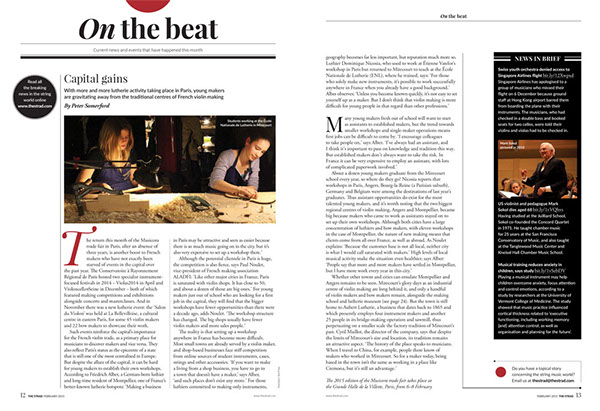 On the beat
Current news and events that have happened this month
Read all
the breaking
news in the string
world online
www.thestrad.com
Capital gains
With more and more lutherie activity taking place in Paris, young makers
are gravitating away from the traditional centres of French violin making
By Peter Somerford
Students working at the École
Nationale de Lutherie in Mirecourt
The return this month of the Musicora
trade fair in Paris, after an absence of
three years, is another boost to French
makers who have not exactly been
starved of events in the capital over
the past year. The Conservatoire à Rayonnement
Régional de Paris hosted two specialist instrument-
focused festivals in 2014 – Viola2014 in April and
VioloncellenSeine in December – both of which
featured making competitions and exhibitions
alongside concerts and masterclasses. And in
November there was a new lutherie event: the 'Salon
du Violon' was held at La Bellevilloise, a cultural
centre in eastern Paris, for some 45 violin makers
and 22 bow makers to showcase their work.
Such events reinforce the capital's importance
for the French violin trade, as a primary place for
musicians to discover makers and vice versa. They
also reflect Paris's status as the epicentre of a state
that is still one of the most centralised in Europe.
But despite the allure of the capital, it can be hard
for young makers to establish their own workshops.
According to Friedrich Alber, a German-born luthier
and long-time resident of Montpellier, one of France's
better-known lutherie hotspots: 'Making a business
in Paris may be attractive and seen as easier because
there is so much music going on in the city, but it's
also very expensive to set up a workshop there.'
Although the potential clientele in Paris is huge,
the competition is also fierce, says Paul Noulet,
vice-president of French making association
ALADFI. 'Like other major cities in France, Paris
is saturated with violin shops. It has close to 50,
and about a dozen of those are big ones.' For young
makers just out of school who are looking for a first
job in the capital, they will find that the bigger
workshops have fewer opportunities than there were
a decade ago, adds Noulet. 'The workshop structure
has changed. The big shops usually have fewer
violin makers and more sales people.'
The reality is that setting up a workshop
anywhere in France has become more difficult.
Most small towns are already served by a violin maker,
and shop-based luthiers must face stiff competition
from online sources of student instruments, cases,
strings and other accessories. 'If you want to make
a living from a shop business, you have to go to
a town that doesn't have a maker,' says Alber,
'and such places don't exist any more.' For those
luthiers committed to making only instruments,
12
THE STRAD FEBRUARY 2015
www.thestrad.com
On the beat
geography becomes far less important, but reputation much more so.
Luthier Dominique Nicosia, who used to work at Étienne Vatelot's
workshop in Paris but returned to Mirecourt to teach at the École
Nationale de Lutherie (ENL), where he trained, says: 'For those
who solely make new instruments, it's possible to work successfully
anywhere in France when you already have a good background.'
Alber observes: 'Unless you become known quickly, it's not easy to set
yourself up as a maker. But I don't think that violin making is more
difficult for young people in that regard than other professions.'
Many young makers fresh out of school will want to start
as assistants to established makers, but the trend towards
smaller workshops and single-maker operations means
few jobs can be difficult to come by. 'I encourage colleagues
to take people on,' says Alber. 'I've always had an assistant, and
I think it's important to pass on knowledge and tradition this way.
But established makers don't always want to take the risk. In
France it can be very expensive to employ an assistant, with lots
of complicated paperwork involved.'
About a dozen young makers graduate from the Mirecourt
school every year, so where do they go? Nicosia reports that
workshops in Paris, Angers, Bourg-la-Reine (a Parisian suburb),
Germany and Belgium were among the destinations of last year's
graduates. Thus assistant opportunities do exist for the most
talented young makers, and it's worth noting that the two biggest
regional centres of violin making, Angers and Montpellier, became
big because makers who came to work as assistants stayed on to
set up their own workshops. Although both cities have a large
concentration of luthiers and bow makers, with eleven workshops
in the case of Montpellier, the nature of new making means that
clients come from all over France, as well as abroad. As Noulet
explains: 'Because the customer base is not all local, neither city
is what I would call saturated with makers.' High levels of local
musical activity make the situation even healthier, says Alber:
'People say that more and more makers have settled in Montpellier,
but I have more work every year in this city.'
Whether other towns and cities can emulate Montpellier and
Angers remains to be seen. Mirecourt's glory days as an industrial
centre of violin making are long behind it, and only a handful
of violin makers and bow makers remain, alongside the making
school and lutherie museum (see page 24). But the town is still
home to Aubert Lutherie, a business that dates back to 1865 and
which presently employs four instrument makers and another
25 people in its bridge-making operation and sawmill, thus
perpetuating on a smaller scale the factory tradition of Mirecourt's
past. Cyril Maillot, the director of the company, says that despite
the limits of Mirecourt's size and location, its tradition remains
an attractive aspect. 'The history of the place speaks to musicians.
When I travel to China, for example, people there know of
makers who worked in Mirecourt. So for a maker today, being
based in the town isn't the same as working in a place like
Cremona, but it's still an advantage.'
The 2015 edition of the Musicora trade fair takes place at
the Grande Halle de la Villette, Paris, from 6–8 February
NEWS IN BRIEF
Swiss youth orchestra denied access to
Singapore Airlines flight
Singapore Airlines has apologised to a
group of musicians who missed their
flight on 6 December because ground
staff at Hong Kong airport barred them
from boarding the plane with their
instruments. The musicians, who had
checked in a double bass and booked
seats for two cellos, were told their
violins and violas had to be checked in.
Mark Sokol
US violinist and pedagogue Mark
Sokol dies aged 68
Having studied at the Juilliard School,
Sokol co-founded the Concord Quartet
in 1971. He taught chamber music
for 25 years at the San Francisco
Conservatory of Music, and also taught
at the Tanglewood Music Center and
Kneisel Hall Chamber Music School.
Musical training reduces anxiety in
children, says study
Playing a musical instrument may help
children overcome anxiety, focus attention
and control emotions, according to a
study by researchers at the University of
Vermont College of Medicine. The study
showed that music practice influenced
cortical thickness related to 'executive
functioning, including working memory
[and] attention control, as well as
organisation and planning for the future'.
Do you have a topical story
concerning the string music world?
Email us at thestrad@thestrad.com
www.thestrad.com
FEBRUARY 2015 THE STRAD
13